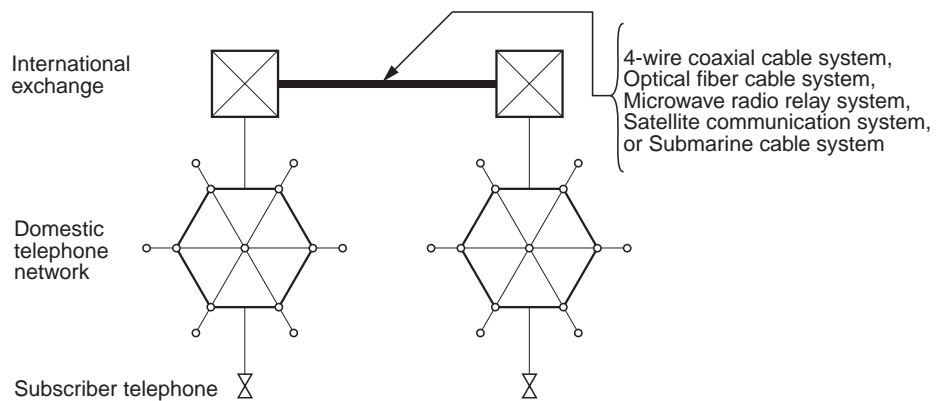 International
exchange
4-wire coaxial cable system,
Optical fiber cable system,
Microwave radio relay system,
Satellite communication system,
or Submarine cable system
Domestic
telephone
network
Subscriber telephone